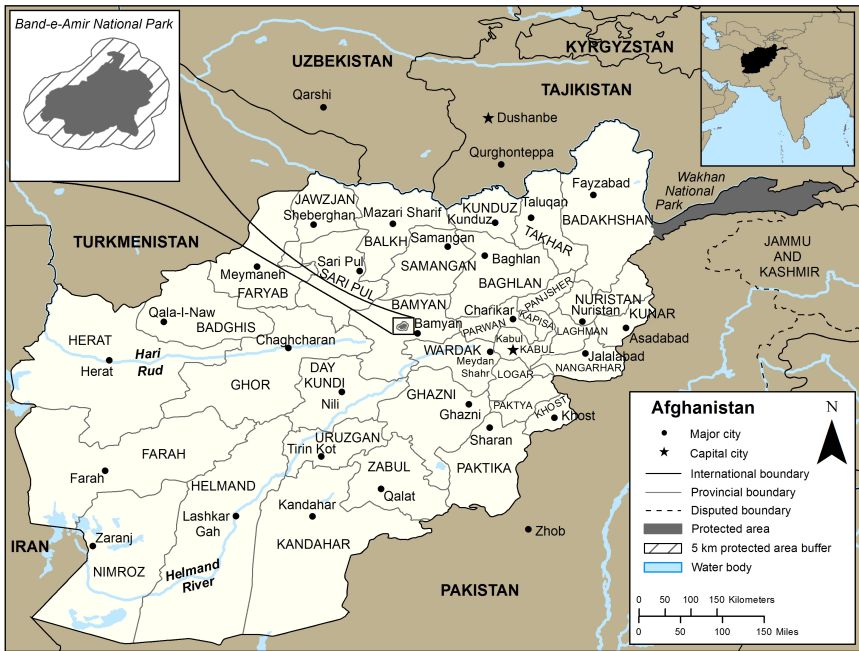 Band-e-Amir National Park
UZBEKISTAN
KYRGYZSTAN
Qarshi
TAJIKISTAN
Dushanbe
Qurghonteppa
Wakhan
National
Park
Fayzabad
JAWZJAN
Sheberghan
Mazari Sharif
KUNDUZ
Kunduz
Taluqan
BADAKHSHAN
TURKMENISTAN
BALKH
Samangan
TAKHAR
JAMMU
AND
KASHMIR
Sari Pul
Meymaneh
SARI PUL
SAMANGAN
Baghlan
BAGHLAN
FARYAB
BAMYAN
PANJSHER
NURISTAN
Nuristan
KUNAR
Qala-I-Naw
BADGHIS
Bamyan
Charikar
KAPISA
PARWAN
LAGHMAN
Asadabad
HERAT
Herat
Hari
Rud
Chaghcharan
WARDAK
Kabul
KABUL
Meydan
Shahr
Jalalabad
NANGARHAR
LOGAR
GHOR
DAY
KUNDI
Nili
GHAZNI
Ghazni
PAKTYA
KHOST
Khost
Sharan
FARAH
Farah
URUZGAN
Tirin Kot
ZABUL
Qalat
PAKTIKA
HELMAND
Lashkar
Gah
Kandahar
KANDAHAR
Zhob
IRAN
Zaranj
NIMROZ
Helmand
River
PAKISTAN
Afghanistan
N
Major city
Capital city
International boundary
Provincial boundary
Disputed boundary
Protected area
5 km protected area buffer
Water body
0 50 100 150 Kilometers
0 50 100 150 Miles